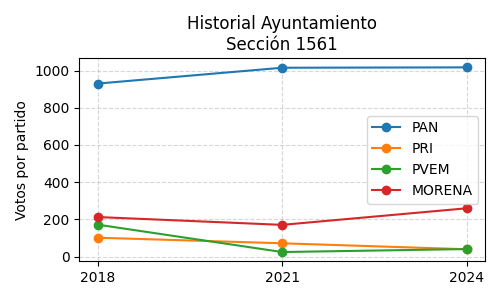 Historial Ayuntamiento
Sección 1561
Votos por partido
1000
800
600
400
200
0
2018
2021
2024
PAN
PRI
PVEM
MORENA